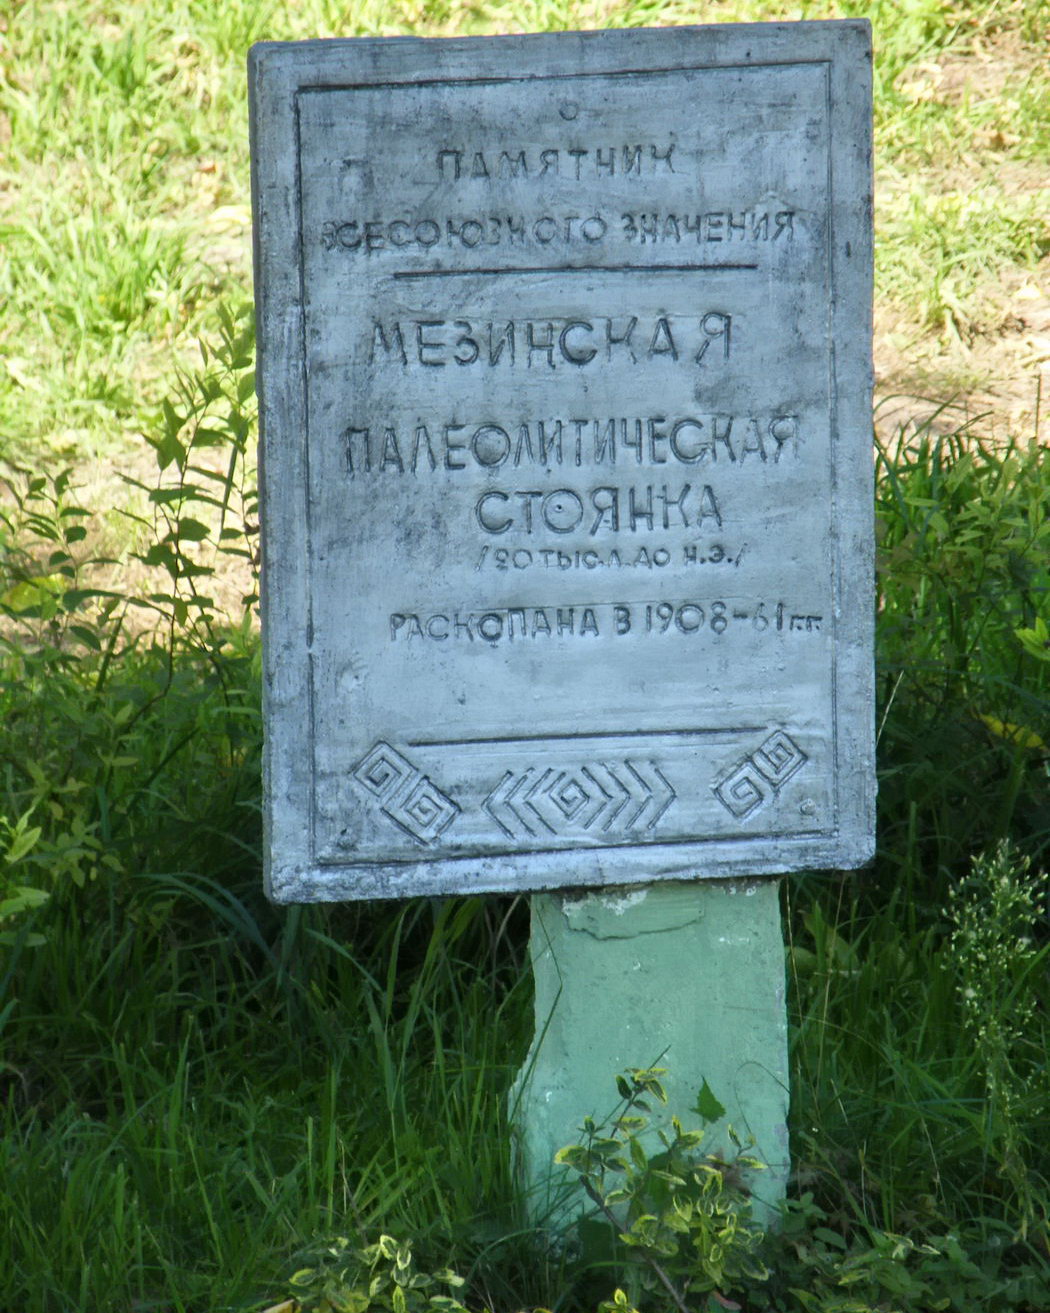 ПАМЯТНИК
ВСЕСОЮЗНОГО ЗНАЧЕНИЯ
МЕЗИНСКАЯ
ПАЛЕОЛИТИЧЕСКАЯ
СТОЯНКА
/20 ТЫС.Л. ДО Н.Э./
РАСКОПАНА В 1908-61 гг.